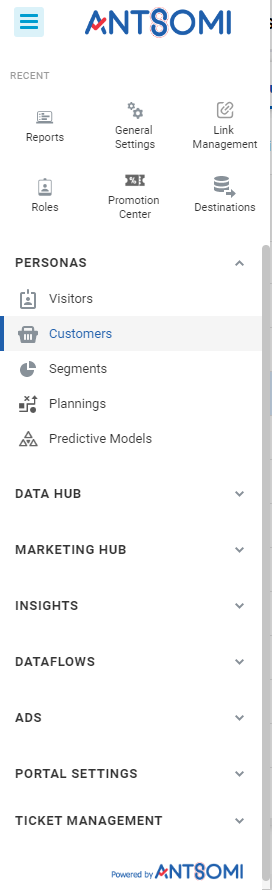 ANTSOMI
RECENT
Reports
General
Settings
Link
Management
Roles
Promotion
Center
Destinations
PERSONAS
Visitors
Customers
Segments
Plannings
Predictive Models
DATA HUB
MARKETING HUB
INSIGHTS
DATAFLOWS
ADS
PORTAL SETTINGS
TICKET MANAGEMENT
Powered by ANTSOMI